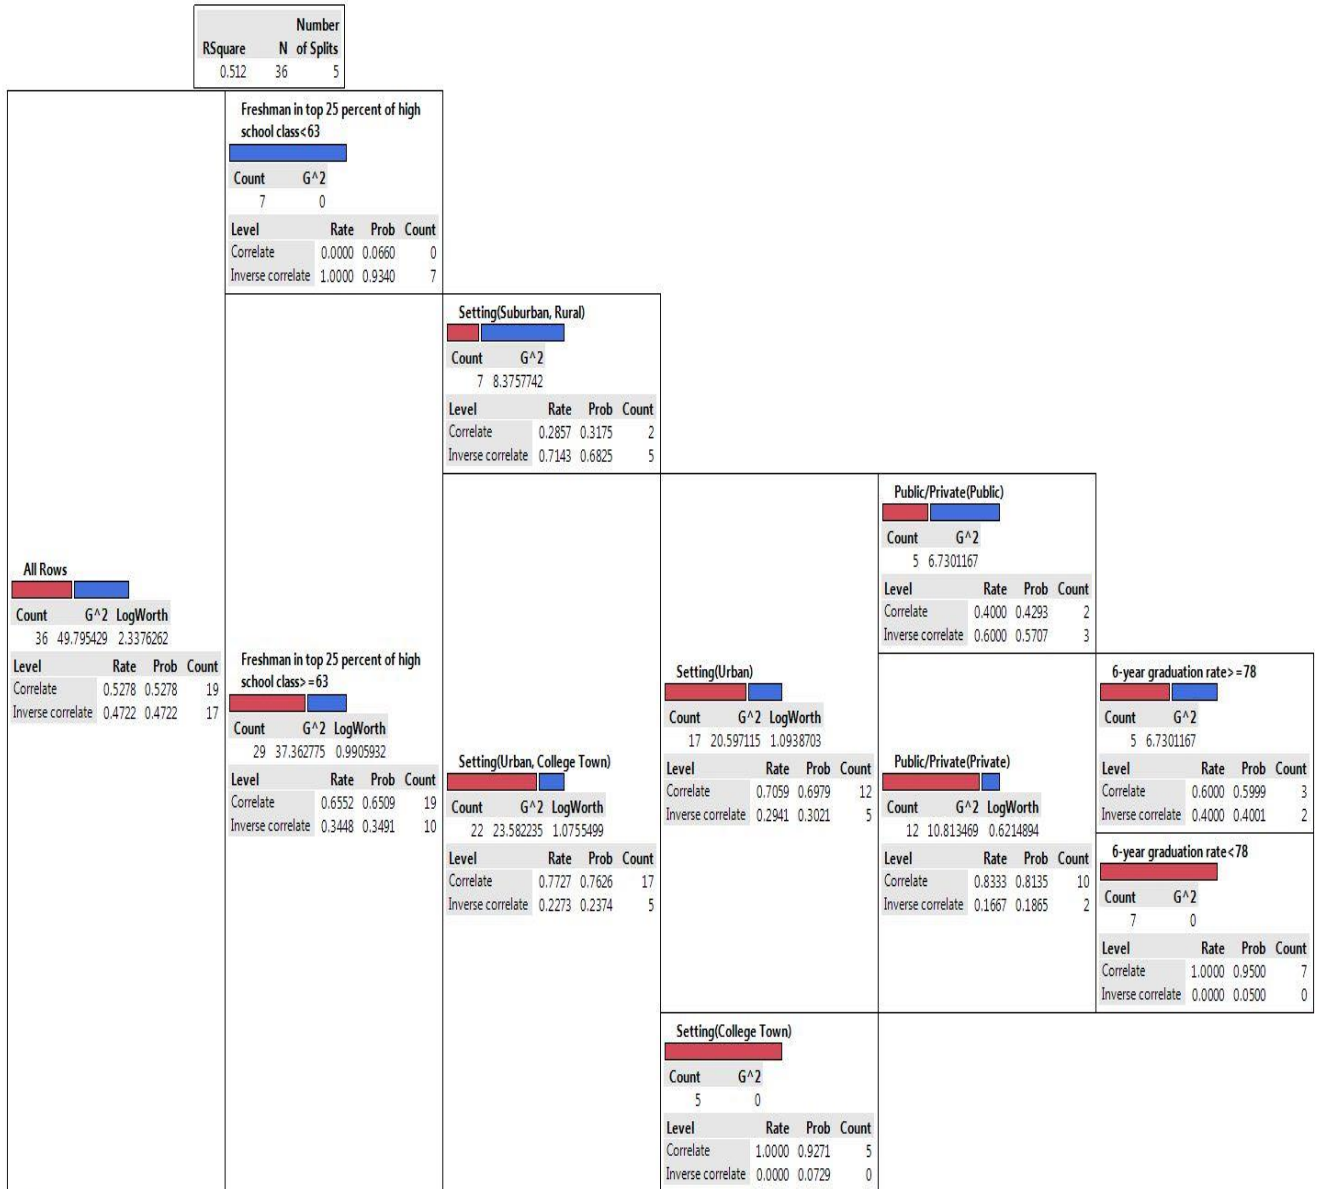 Number
RSquare N of Splits
0.512 36 5
Freshman in top 25 percent of high
school class<63
Count G^2
7 0
Level Rate Prob Count
Correlate 0.0000 0.0660 0
Inverse correlate 1.0000 0.9340 7
Setting(Suburban, Rural)
Count G^2
7 8.3757742
Level Rate Prob Count
Correlate 0.2857 0.3175 2
Inverse correlate 0.7143 0.6825 5
Public/Private(Public)
Count G^2
5 6.7301167
Level Rate Prob Count
Correlate 0.4000 0.4293 2
Inverse correlate 0.6000 0.5707 3
All Rows
Count G^2 LogWorth
36 49.795429 2.3376262
Level Rate Prob Count
Correlate 0.5278 0.5278 19
Inverse correlate 0.4722 0.4722 17
Freshman in top 25 percent of high
school class>=63
Count G^2 LogWorth
29 37.362775 0.9905932
Level Rate Prob Count
Correlate 0.6552 0.6509 19
Inverse correlate 0.3448 0.3491 10
Setting(Urban, College Town)
Count G^2 LogWorth
22 23.582235 1.0755499
Level Rate Prob Count
Correlate 0.7727 0.7626 17
Inverse correlate 0.2273 0.2374 5
Setting(Urban)
Count G^2 LogWorth
17 20.597115 1.0938703
Level Rate Prob Count
Correlate 0.7059 0.6979 12
Inverse correlate 0.2941 0.3021 5
Public/Private(Private)
Count G^2 LogWorth
12 10.813469 0.6214894
Level Rate Prob Count
Correlate 0.8333 0.8135 10
Inverse correlate 0.1667 0.1865 2
6-year graduation rate>=78
Count G^2
5 6.7301167
Level Rate Prob Count
Correlate 0.6000 0.5999 3
Inverse correlate 0.4000 0.4001 2
6-year graduation rate<78
Count G^2
7 0
Level Rate Prob Count
Correlate 1.0000 0.9500 7
Inverse correlate 0.0000 0.0500 0
Setting(College Town)
Count G^2
5 0
Level Rate Prob Count
Correlate 1.0000 0.9271 5
Inverse correlate 0.0000 0.0729 0